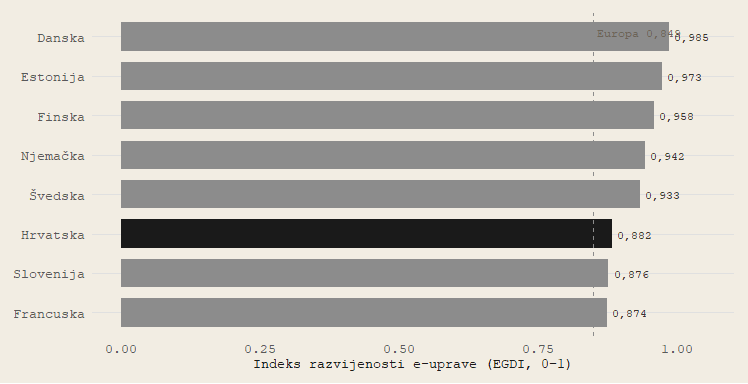 Europa 0,849
Danska 0,985
Estonija 0,973
Finska 0,958
Njemačka 0,942
Švedska 0,933
Hrvatska 0,882
Slovenija 0,876
Francuska 0,874
0.00 0.25 0.50 0.75 1.00
Indeks razvijenosti e-uprave (EGDI, 0–1)